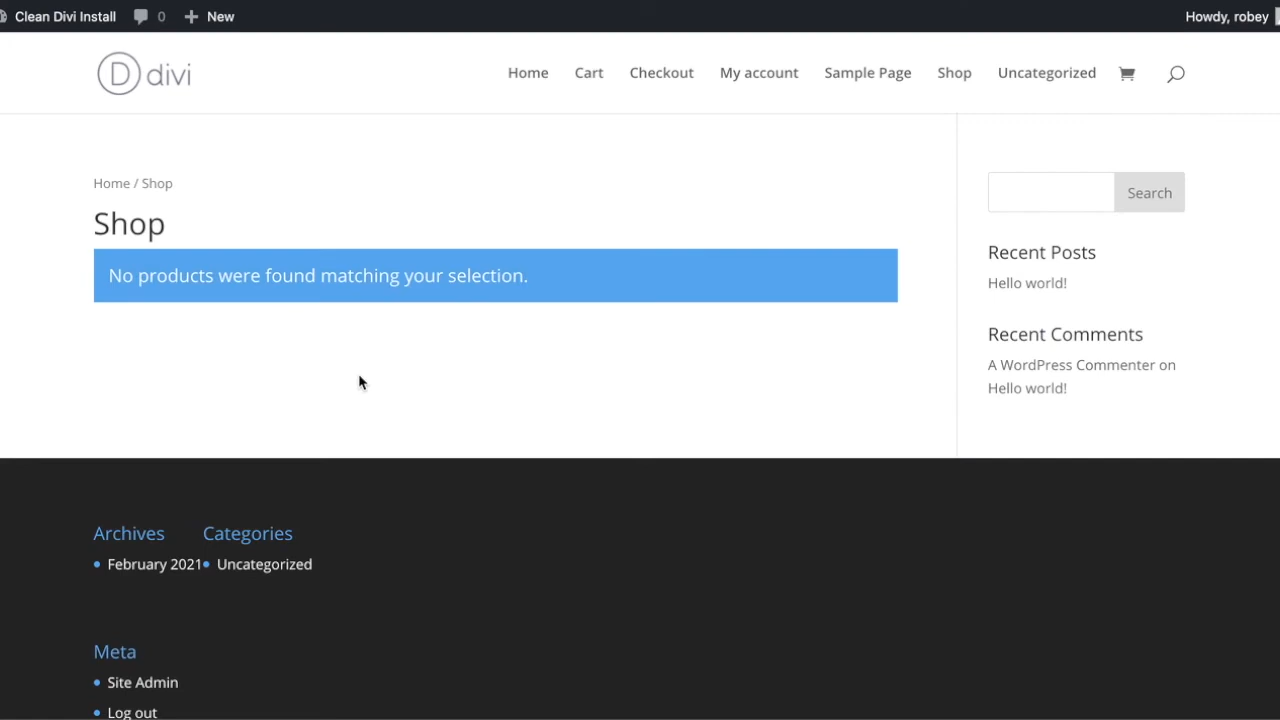 Clean Divi Install 0 New Howdy, robey
D divi Home Cart Checkout My account Sample Page Shop Uncategorized
Home / Shop
Shop
No products were found matching your selection.
Search
Recent Posts
Hello world!
Recent Comments
A WordPress Commenter on
Hello world!
Archives Categories
February 2021 Uncategorized
Meta
Site Admin
Log out